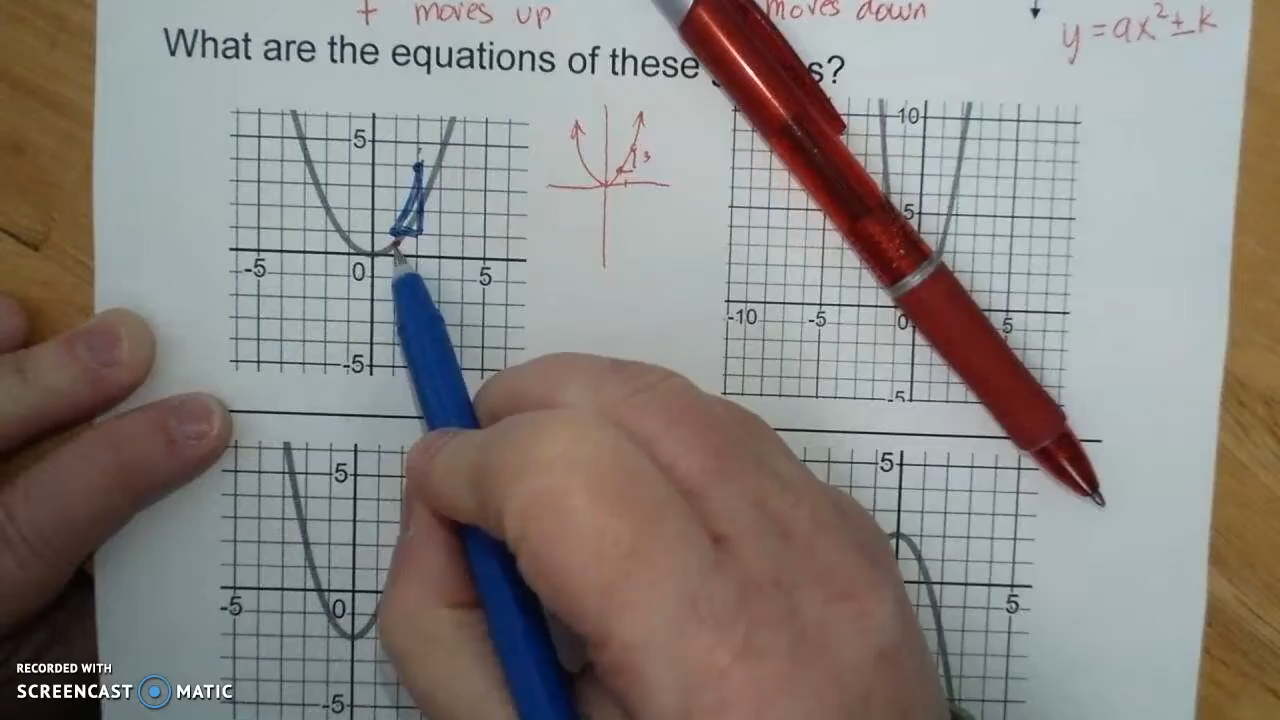 + moves up moves down
y = ax² ± k
What are the equations of these s?
5 3 10
5
-5 0 5 -10 -5 0 5
-5 -5
5 5
-5 0 5
-5
RECORDED WITH
SCREENCAST MATIC